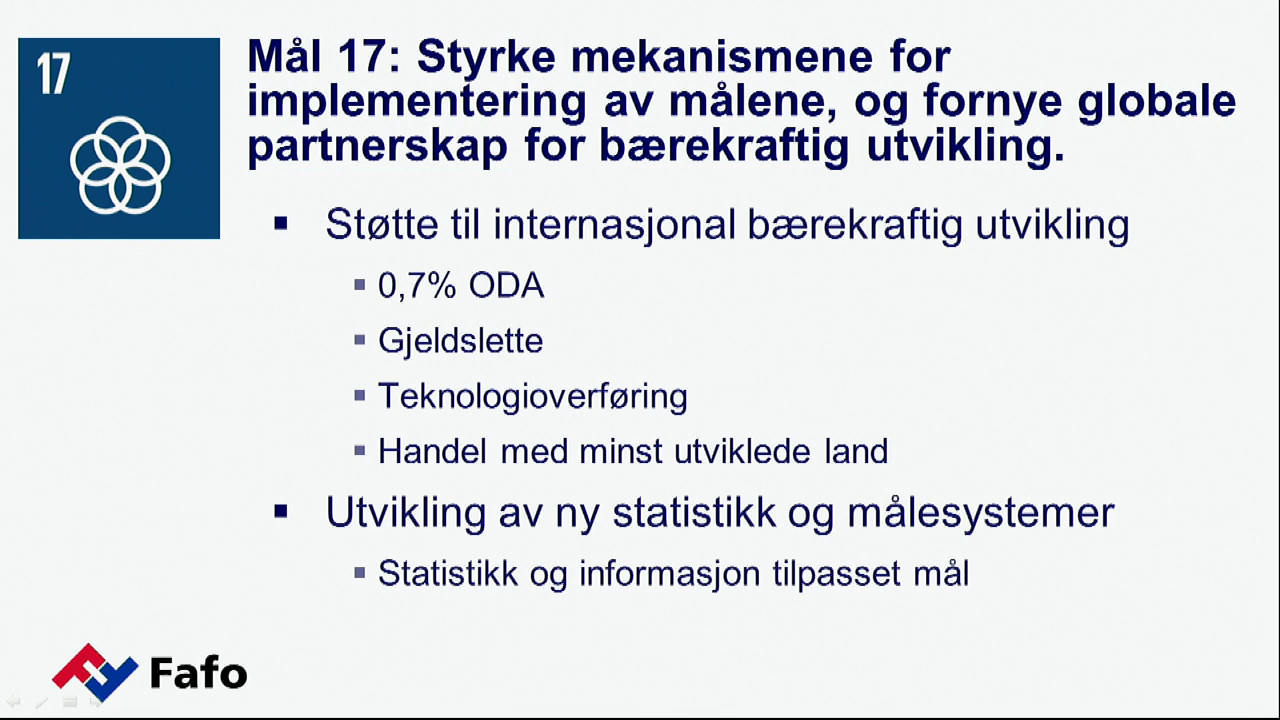 17
Mål 17: Styrke mekanismene for
implementering av målene, og fornye globale
partnerskap for bærekraftig utvikling.
Støtte til internasjonal bærekraftig utvikling
0,7% ODA
Gjeldslette
Teknologioverføring
Handel med minst utviklede land
Utvikling av ny statistikk og målesystemer
Statistikk og informasjon tilpasset mål
Fafo